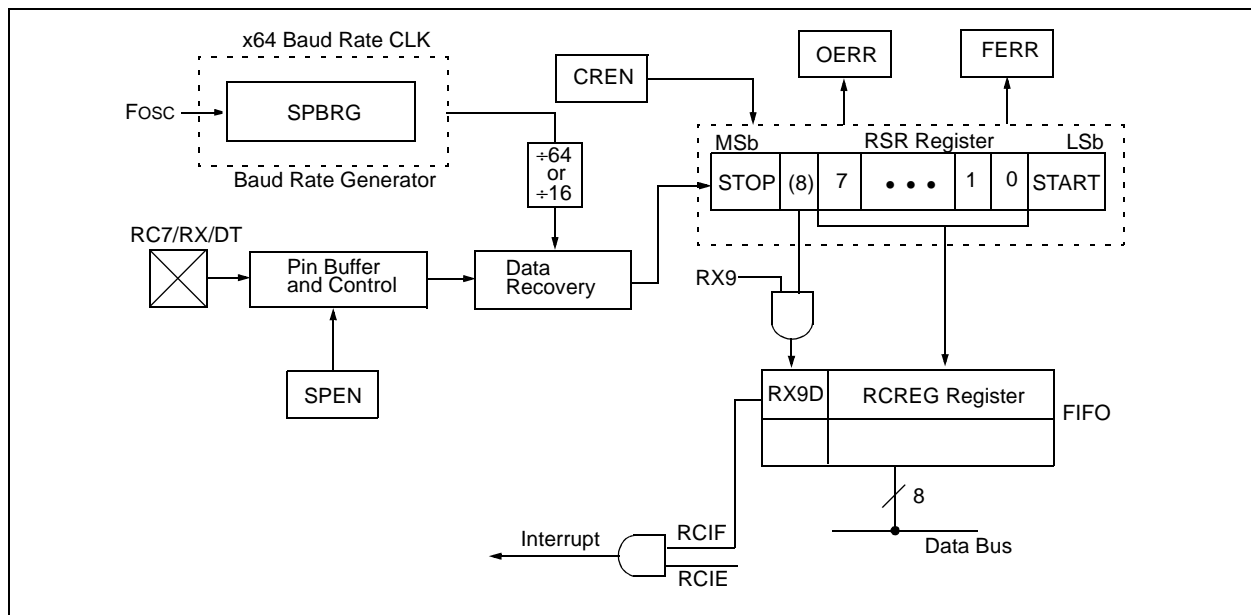 x64 Baud Rate CLK
FOSC
SPBRG
Baud Rate Generator
CREN
OERR
FERR
÷64
or
÷16
MSb
RSR Register
LSb
STOP
(8)
7
• • •
1
0
START
RC7/RX/DT
Pin Buffer
and Control
Data
Recovery
SPEN
RX9
RX9D
RCREG Register
FIFO
8
Data Bus
Interrupt
RCIF
RCIE